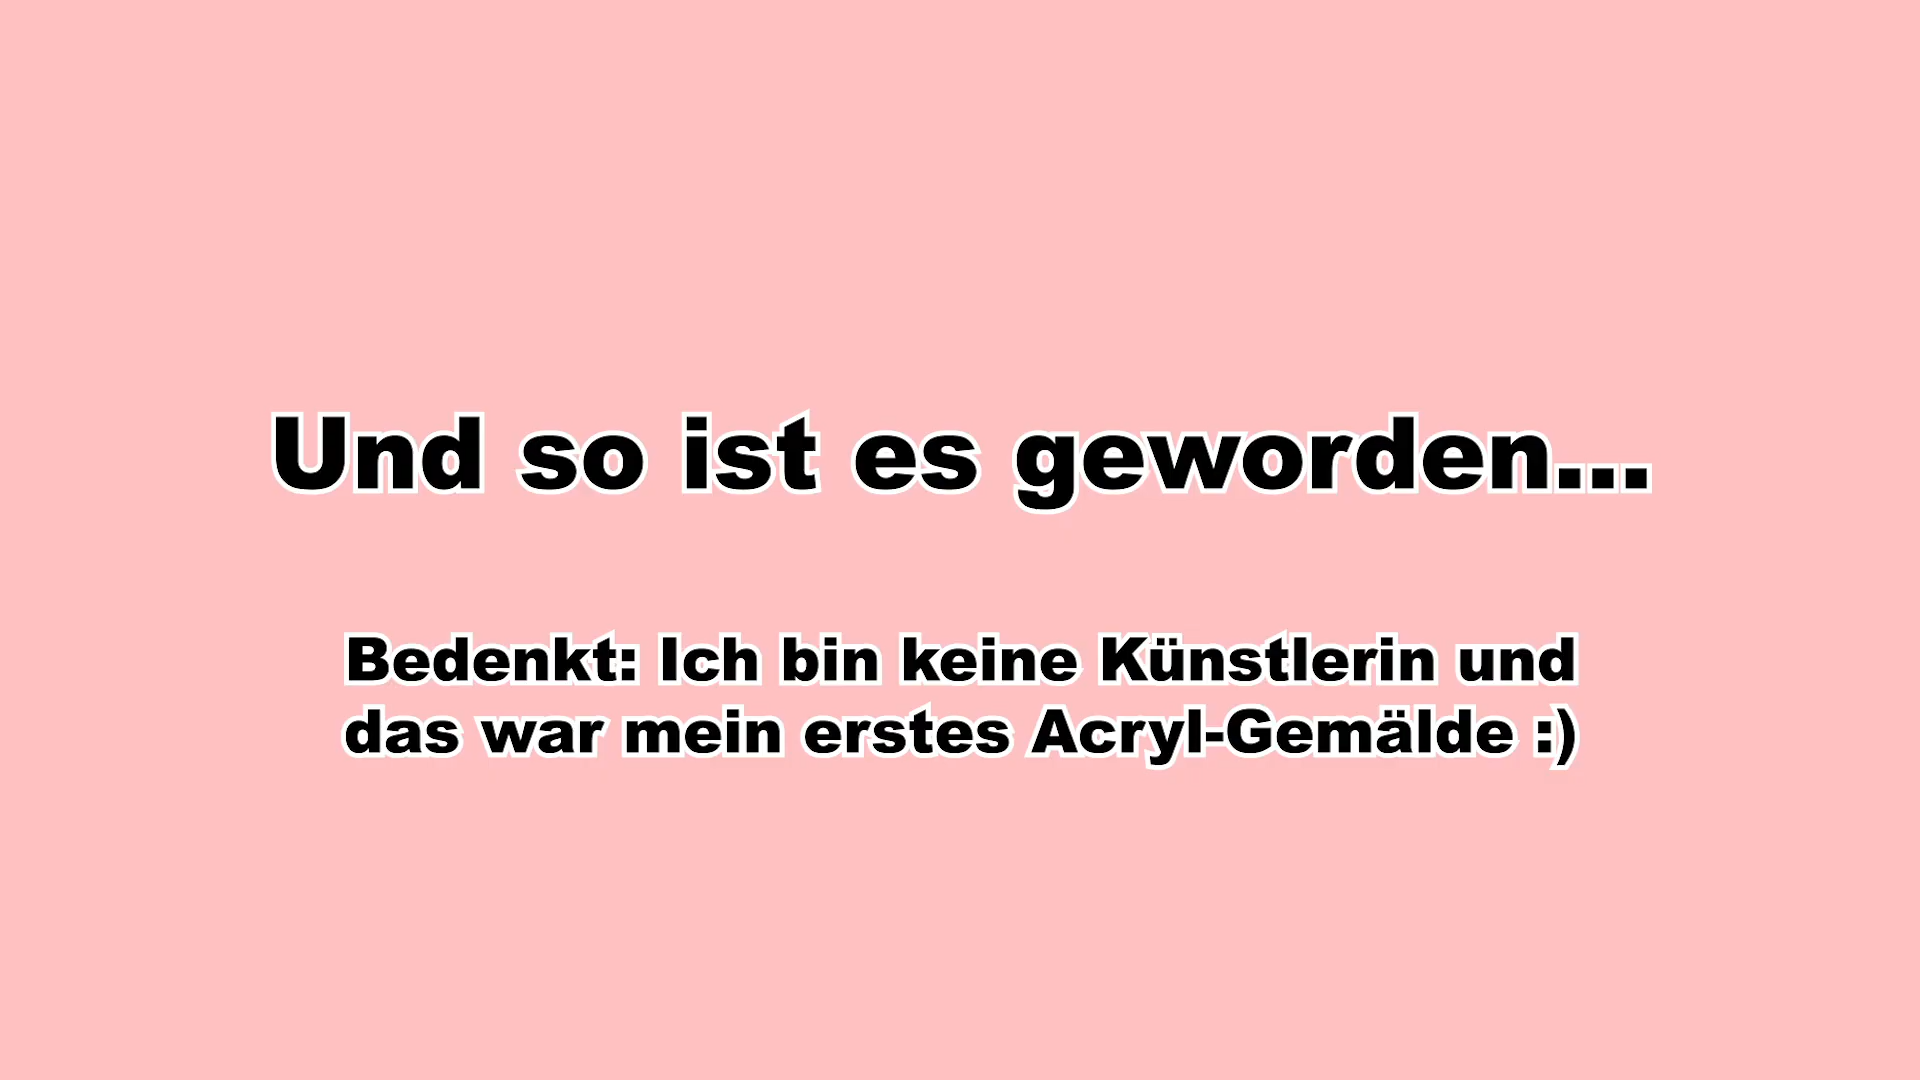 Und so ist es geworden...
Bedenkt: Ich bin keine Künstlerin und
das war mein erstes Acryl-Gemälde :)